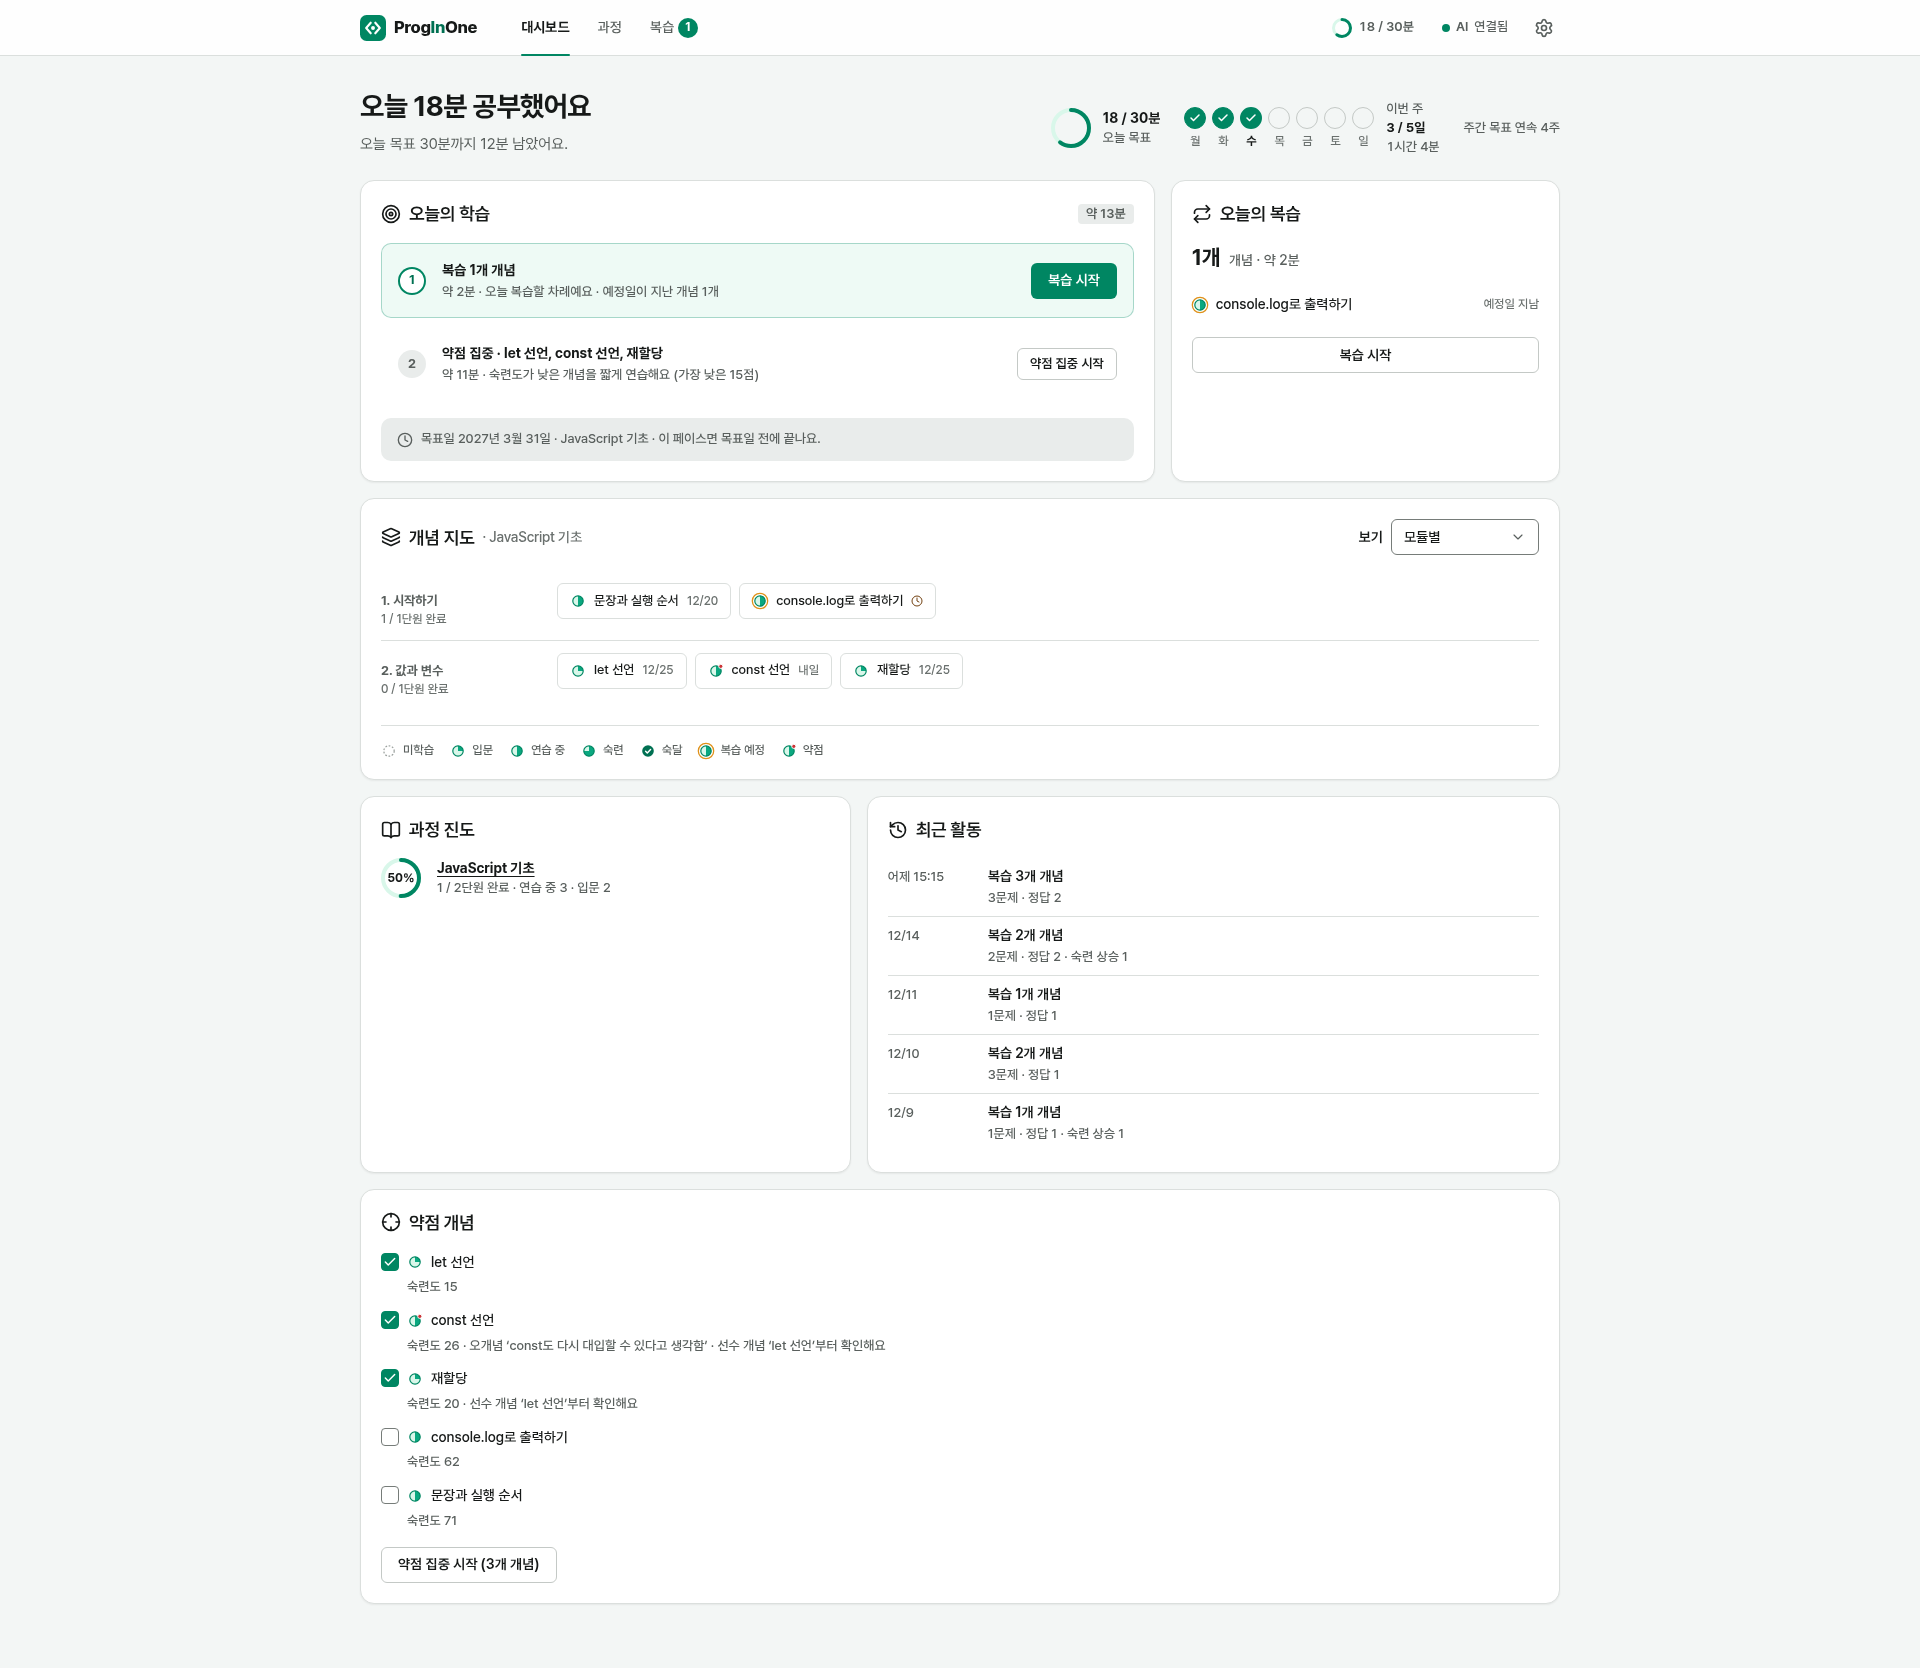 ProgInOne
대시보드
과정
복습 1
18 / 30분
AI 연결됨
오늘 18분 공부했어요
오늘 목표 30분까지 12분 남았어요.
18 / 30분
오늘 목표
월 화 수 목 금 토 일
이번 주
3 / 5일
1시간 4분
주간 목표 연속 4주
오늘의 학습
약 13분
1
복습 1개 개념
약 2분 · 오늘 복습할 차례예요 · 예정일이 지난 개념 1개
복습 시작
2
약점 집중 · let 선언, const 선언, 재할당
약 11분 · 숙련도가 낮은 개념을 짧게 연습해요 (가장 낮은 15점)
약점 집중 시작
목표일 2027년 3월 31일 · JavaScript 기초 · 이 페이스면 목표일 전에 끝나요.
오늘의 복습
1개 개념 · 약 2분
console.log로 출력하기
예정일 지남
복습 시작
개념 지도 · JavaScript 기초
보기
모듈별
1. 시작하기
1 / 1단원 완료
문장과 실행 순서 12/20
console.log로 출력하기
2. 값과 변수
0 / 1단원 완료
let 선언 12/25
const 선언 내일
재할당 12/25
미학습
입문
연습 중
숙련
숙달
복습 예정
약점
과정 진도
50%
JavaScript 기초
1 / 2단원 완료 · 연습 중 3 · 입문 2
최근 활동
어제 15:15
복습 3개 개념
3문제 · 정답 2
12/14
복습 2개 개념
2문제 · 정답 2 · 숙련 상승 1
12/11
복습 1개 개념
1문제 · 정답 1
12/10
복습 2개 개념
3문제 · 정답 1
12/9
복습 1개 개념
1문제 · 정답 1 · 숙련 상승 1
약점 개념
let 선언
숙련도 15
const 선언
숙련도 26 · 오개념 ‘const도 다시 대입할 수 있다고 생각함’ · 선수 개념 ‘let 선언’부터 확인해요
재할당
숙련도 20 · 선수 개념 ‘let 선언’부터 확인해요
console.log로 출력하기
숙련도 62
문장과 실행 순서
숙련도 71
약점 집중 시작 (3개 개념)